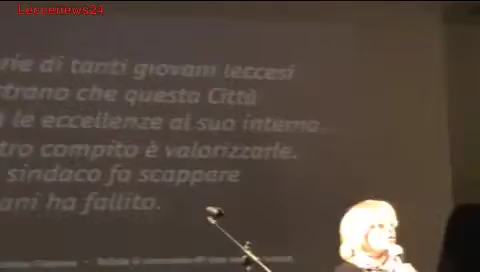 Leccenews24
rie di tanti giovani leccesi
strano che questa Città
le eccellenze al suo interno...
tro compito è valorizzarle.
sindaco fa scappare
ani ha fallito.